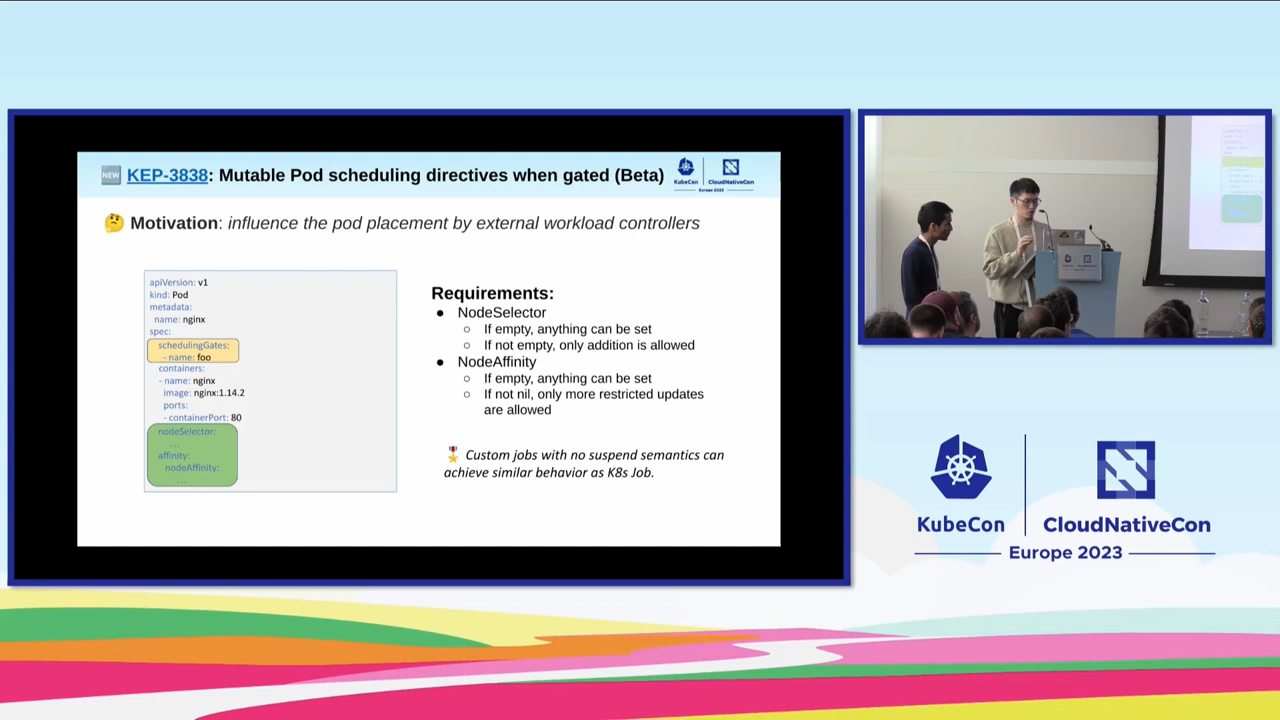 NEW KEP-3838: Mutable Pod scheduling directives when gated (Beta)
KubeCon
CloudNativeCon
Europe 2023
🤔 Motivation: influence the pod placement by external workload controllers
apiVersion: v1
kind: Pod
metadata:
name: nginx
spec:
schedulingGates:
- name: foo
containers:
- name: nginx
image: nginx:1.14.2
ports:
- containerPort: 80
nodeSelector:
...
affinity:
nodeAffinity:
...
Requirements:
● NodeSelector
○ If empty, anything can be set
○ If not empty, only addition is allowed
● NodeAffinity
○ If empty, anything can be set
○ If not nil, only more restricted updates
are allowed
🎖️ Custom jobs with no suspend semantics can
achieve similar behavior as K8s Job.
KubeCon
CloudNativeCon
Europe 2023